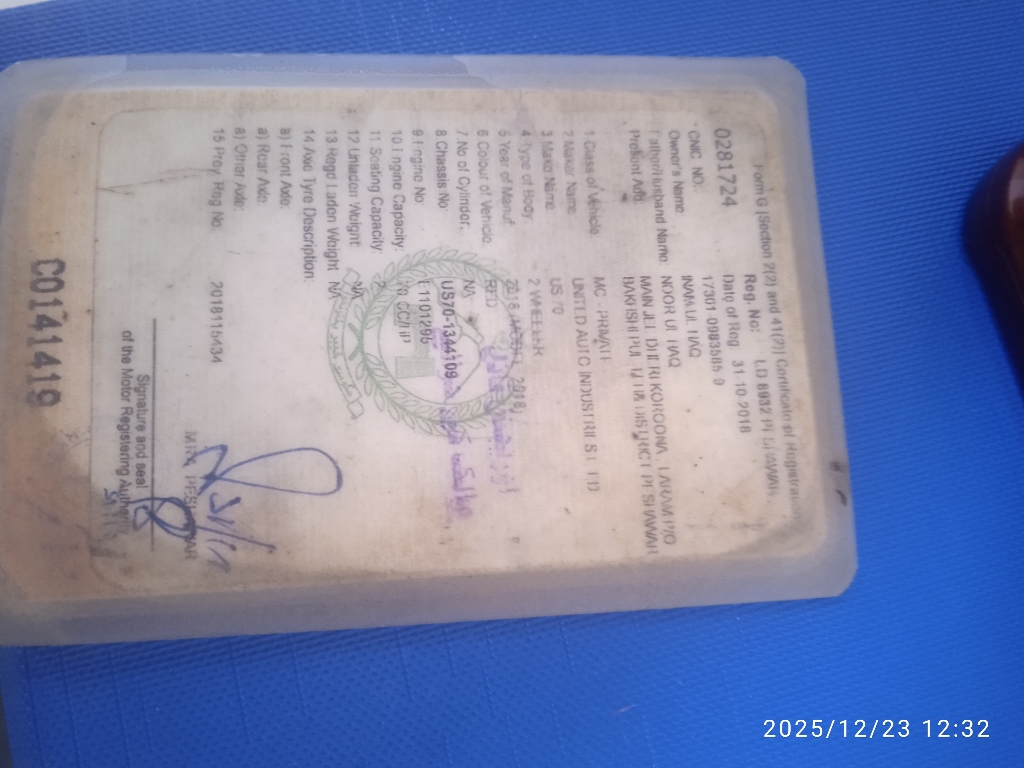 Form G [Section 7(2) and 41(2)] Certificate of Registration
Reg. No: LD 8932 PESHAWAR
0281724 Date of Reg 31 10 2018
CNIC NO: 17301-0983585 9
Owner's Name INAM UL HAQ
Father/Husband Name NOOR UL HAQ
Present Add: MAIN JEL DHERI KOROONA LARAM P/O
BAKHSHI PUL DISTRICT PESHAWAR
1 Class of Vehicle MC PRIVATE
2 Maker Name UNITED AUTO INDUSTRIES LTD
3 Make Name US 70
4 Type of Body 2 WHEELER
5 Year of Manuf 2018
6 Colour of Vehicle RED
7 No of Cylinder. NA
8 Chassis No US70-1344109
9 Engine No.
10 Engine Capacity: 70 CC/HP
11 Seating Capacity: 2
12 Unladen Weight NA
13 Regd Laden Weight NA
14 Axle Tyre Description:
a) Front Axle:
a) Rear Axle:
a) Other Axle:
15 Prov Reg No.
MRA PESHAWAR
Signature and seal
of the Motor Registering Authority
C0141419
2025/12/23 12:32